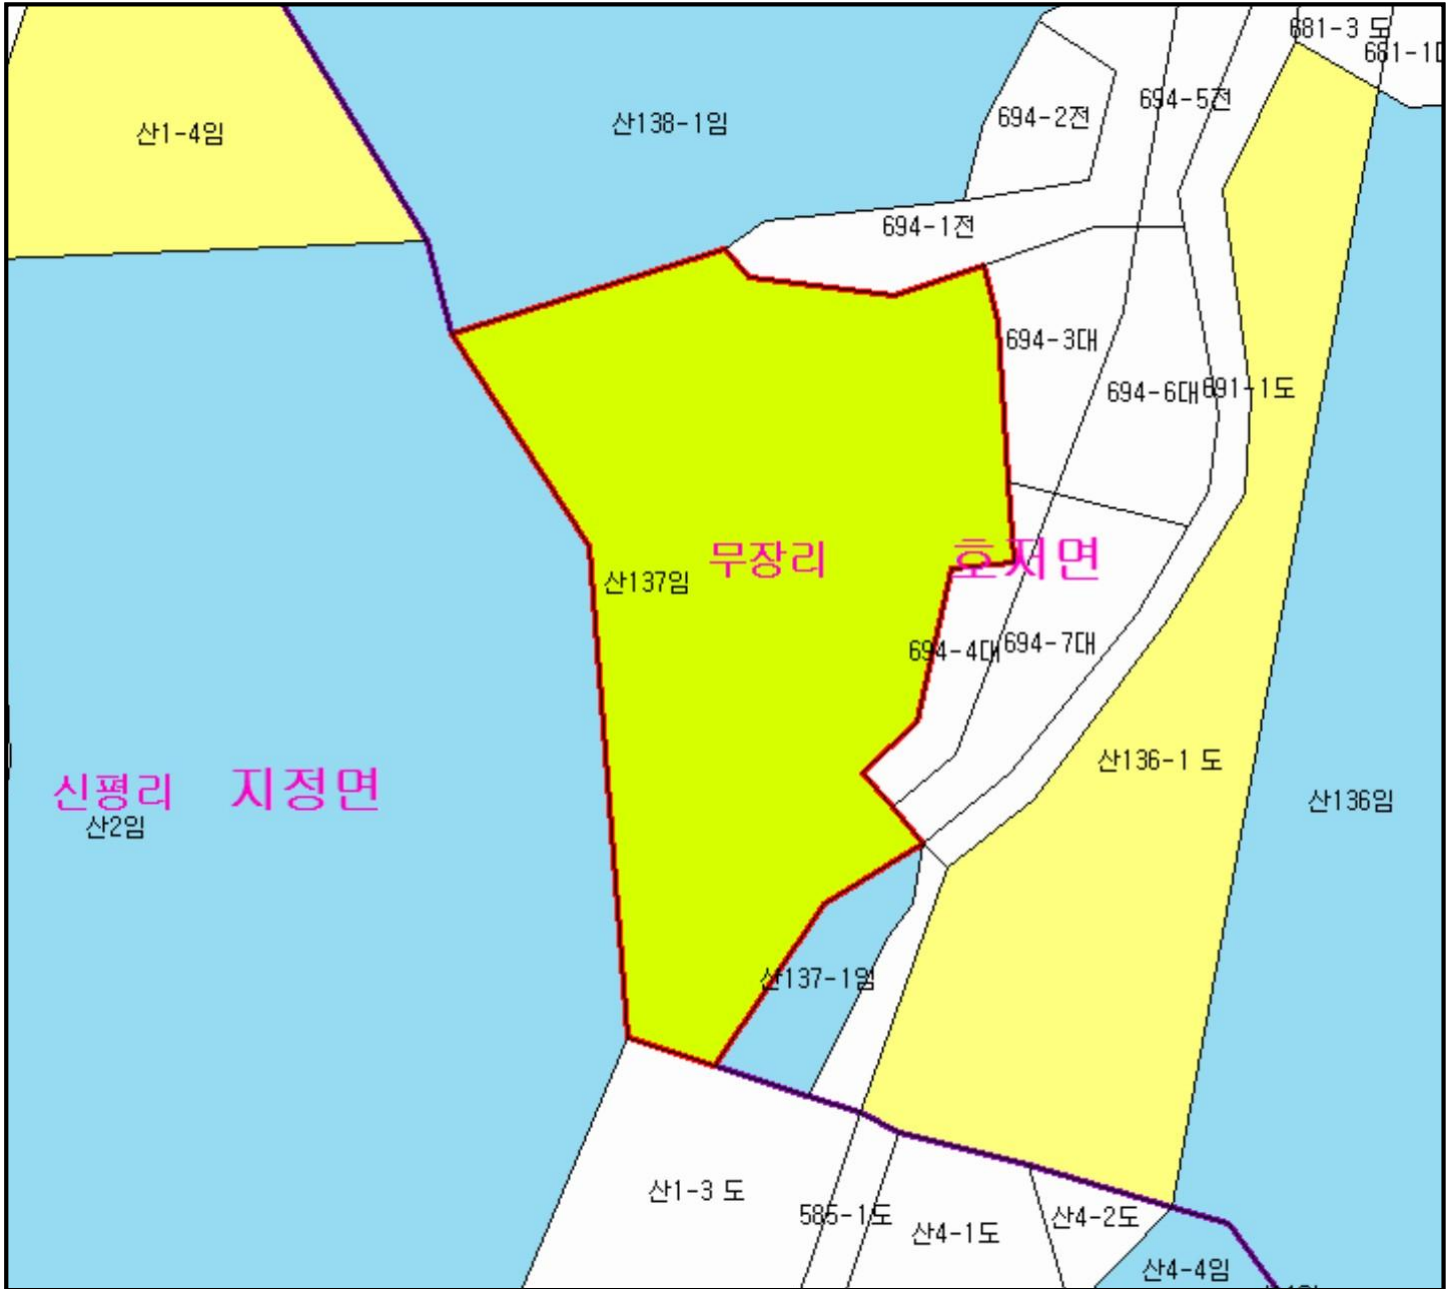 681-3 도
681-1대
694-2전
694-5전
산1-4임
산138-1임
694-1전
694-3대
694-6대
691-1도
무장리
호저면
산137임
694-4대
694-7대
산136-1 도
신평리 지정면
산136임
산2임
산137-1임
산1-3 도
585-1도
산4-1도
산4-2도
산4-4임